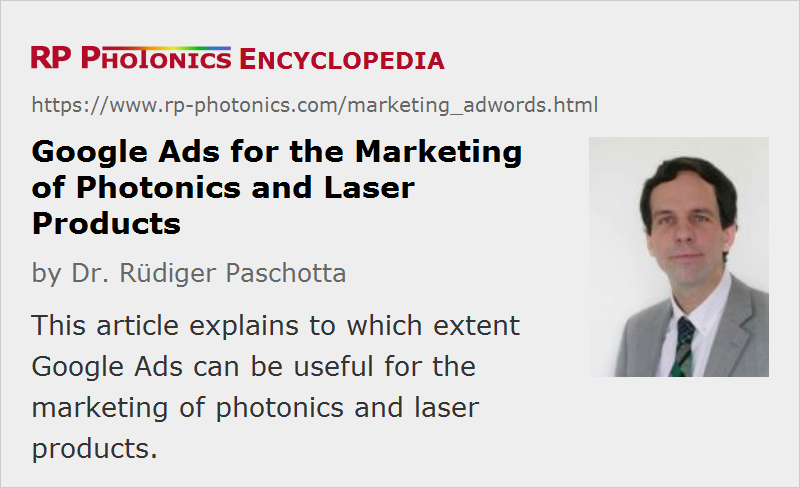 RP PHOTONICS ENCYCLOPEDIA
https://www.rp-photonics.com/marketing_adwords.html
Google Ads for the Marketing
of Photonics and Laser
Products
by Dr. Rüdiger Paschotta
This article explains to which extent
Google Ads can be useful for the
marketing of photonics and laser
products.